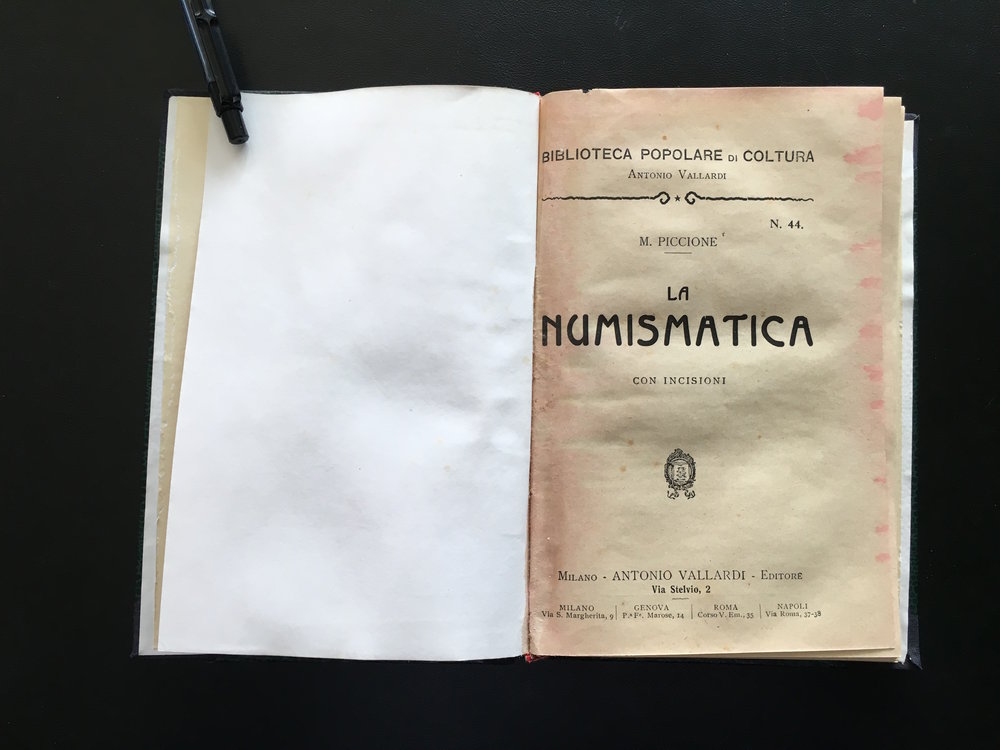 BIBLIOTECA POPOLARE DI COLTURA
ANTONIO VALLARDI
N. 44.
M. PICCIONE
LA
NUMISMATICA
CON INCISIONI
MILANO - ANTONIO VALLARDI - EDITORE
Via Stelvio, 2
MILANO | GENOVA | ROMA | NAPOLI
Via S. Margherita, 9 | P.a Fe. Marose, 14 | Corso V. Em., 35 | Via Roma, 37-38